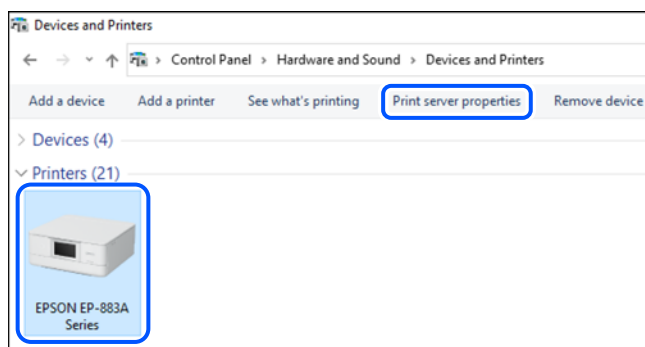 Devices and Printers
Control Panel > Hardware and Sound > Devices and Printers
Add a device Add a printer See what's printing Print server properties Remove device
Devices (4)
Printers (21)
EPSON EP-883A
Series